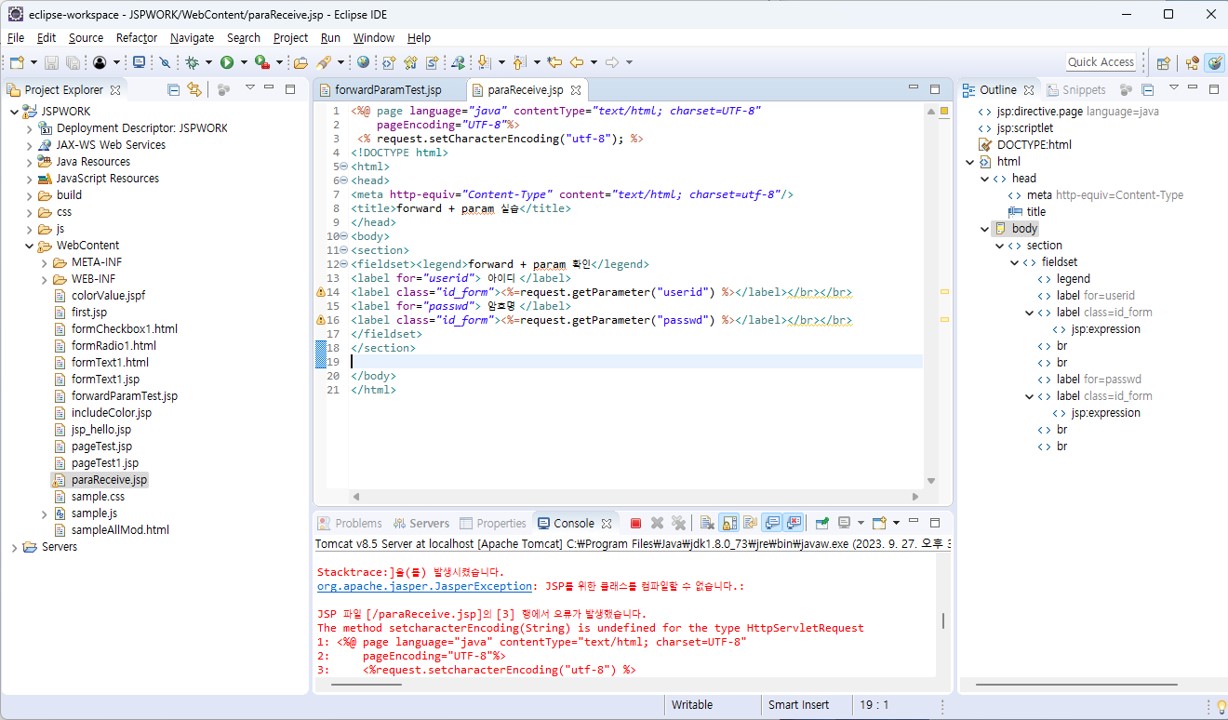 eclipse-workspace - JSPWORK/WebContent/paraReceive.jsp - Eclipse IDE
File Edit Source Refactor Navigate Search Project Run Window Help
Quick Access
Project Explorer
JSPWORK
Deployment Descriptor: JSPWORK
JAX-WS Web Services
Java Resources
JavaScript Resources
build
css
js
WebContent
META-INF
WEB-INF
colorValue.jspf
first.jsp
formCheckbox1.html
formRadio1.html
formText1.html
formText1.jsp
forwardParamTest.jsp
includeColor.jsp
jsp_hello.jsp
pageTest.jsp
pageTest1.jsp
paraReceive.jsp
sample.css
sample.js
sampleAllMod.html
Servers
forwardParamTest.jsp paraReceive.jsp
1 <%@ page language="java" contentType="text/html; charset=UTF-8"
2 pageEncoding="UTF-8"%>
3 <% request.setCharacterEncoding("utf-8"); %>
4 <!DOCTYPE html>
5 <html>
6 <head>
7 <meta http-equiv="Content-Type" content="text/html; charset=utf-8"/>
8 <title>forward + param 실습</title>
9 </head>
10 <body>
11 <section>
12 <fieldset><legend>forward + param 확인</legend>
13 <label for="userid"> 아이디 </label>
14 <label class="id_form"><%=request.getParameter("userid") %></label></br></br>
15 <label for="passwd"> 암호명 </label>
16 <label class="id_form"><%=request.getParameter("passwd") %></label></br></br>
17 </fieldset>
18 </section>
19
20 </body>
21 </html>
Problems Servers Properties Console
Tomcat v8.5 Server at localhost [Apache Tomcat] C:₩Program Files₩Java₩jdk1.8.0_73₩jre₩bin₩javaw.exe (2023. 9. 27. 오후 3
Stacktrace:]을(를) 발생시켰습니다.
org.apache.jasper.JasperException: JSP를 위한 클래스를 컴파일할 수 없습니다.:
JSP 파일 [/paraReceive.jsp]의 [3] 행에서 오류가 발생했습니다.
The method setcharacterEncoding(String) is undefined for the type HttpServletRequest
1: <%@ page language="java" contentType="text/html; charset=UTF-8"
2: pageEncoding="UTF-8"%>
3: <%request.setcharacterEncoding("utf-8") %>
Outline Snippets
jsp:directive.page language=java
jsp:scriptlet
DOCTYPE:html
html
head
meta http-equiv=Content-Type
title
body
section
fieldset
legend
label for=userid
label class=id_form
jsp:expression
br
br
label for=passwd
label class=id_form
jsp:expression
br
br
Writable Smart Insert 19 : 1